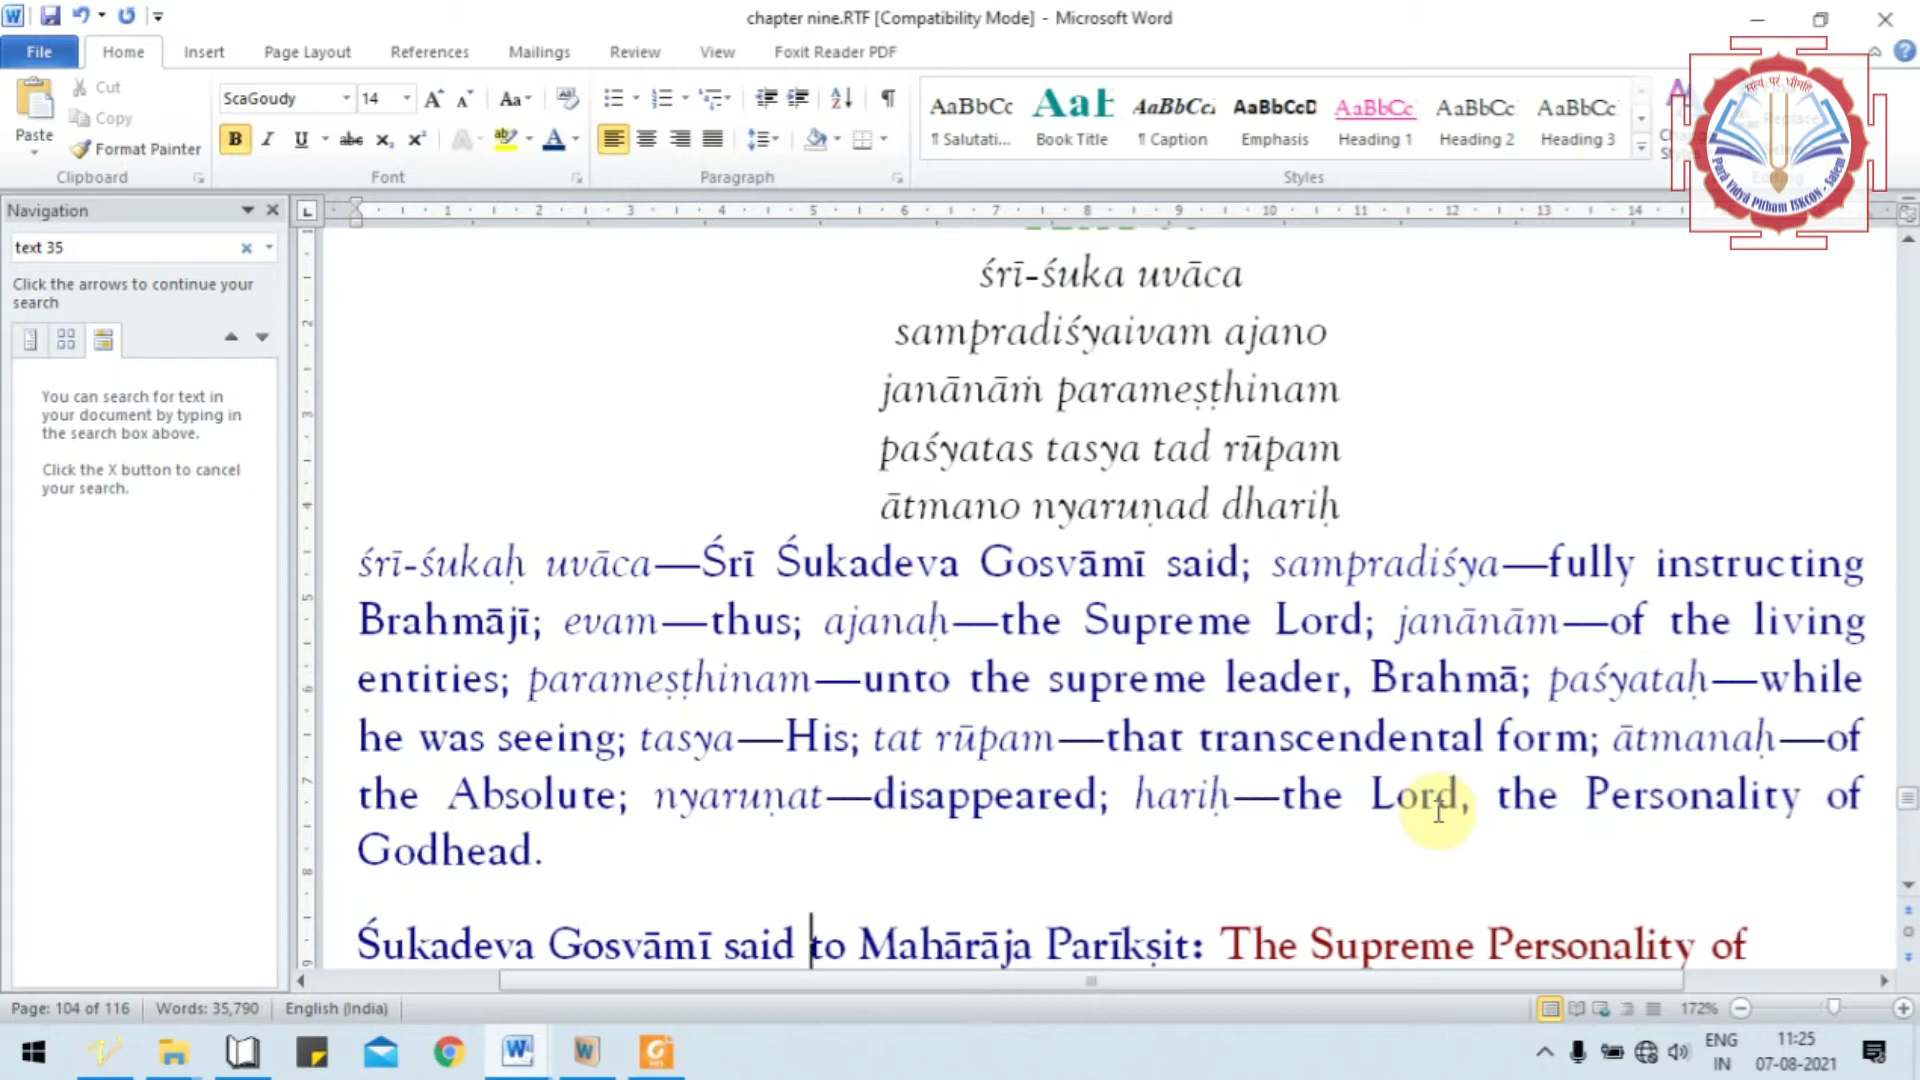 chapter nine.RTF [Compatibility Mode] - Microsoft Word
File Home Insert Page Layout References Mailings Review View Foxit Reader PDF
Cut
Copy
Paste
Format Painter
ScaGoudy 14
AaBbCc AaB AaBbCc AaBbCcD AaBbCc AaBbCc AaBbCc
¶ Salutati... Book Title ¶ Caption Emphasis Heading 1 Heading 2 Heading 3
Clipboard Font Paragraph Styles
Para Vidya Pitham ISKCON - Salem
Navigation
text 35
Click the arrows to continue your
search
You can search for text in
your document by typing in
the search box above.
Click the X button to cancel
your search.
śrī-śuka uvāca
sampradiśyaivam ajano
janānāṁ parameṣṭhinam
paśyatas tasya tad rūpam
ātmano nyaruṇad dhariḥ
śrī-śukaḥ uvāca—Śrī Śukadeva Gosvāmī said; sampradiśya—fully instructing
Brahmājī; evam—thus; ajanaḥ—the Supreme Lord; janānām—of the living
entities; parameṣṭhinam—unto the supreme leader, Brahmā; paśyataḥ—while
he was seeing; tasya—His; tat rūpam—that transcendental form; ātmanaḥ—of
the Absolute; nyaruṇat—disappeared; hariḥ—the Lord, the Personality of
Godhead.
Śukadeva Gosvāmī said to Mahārāja Parīkṣit: The Supreme Personality of
Page: 104 of 116 Words: 35,790 English (India) 172%
ENG
IN
11:25
07-08-2021